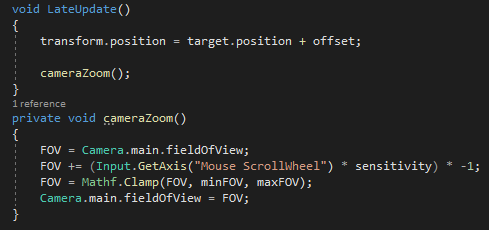 void LateUpdate()
{
transform.position = target.position + offset;
cameraZoom();
}
1 reference
private void cameraZoom()
{
FOV = Camera.main.fieldOfView;
FOV += (Input.GetAxis("Mouse ScrollWheel") * sensitivity) * -1;
FOV = Mathf.Clamp(FOV, minFOV, maxFOV);
Camera.main.fieldOfView = FOV;
}